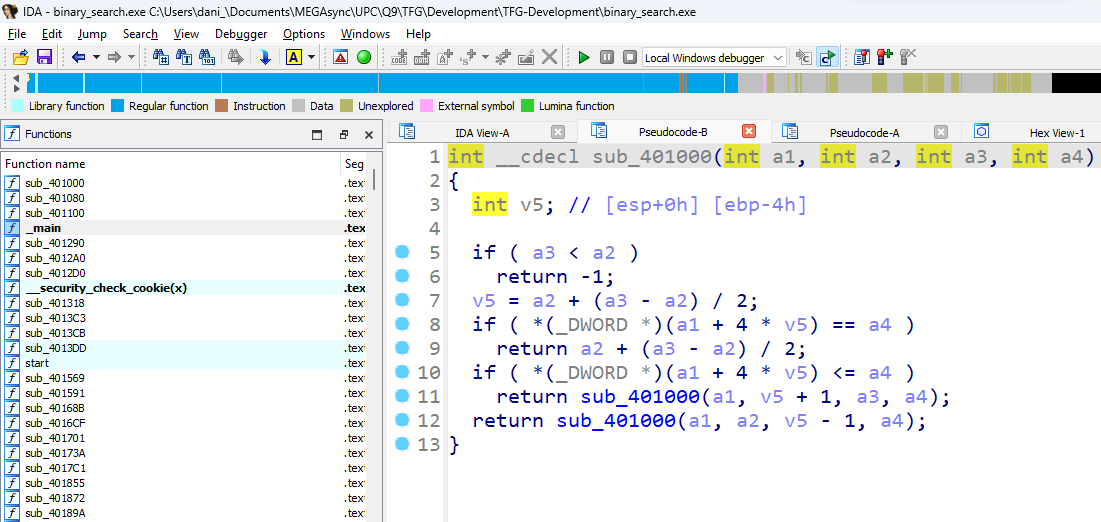 IDA - binary_search.exe C:\Users\dani_\Documents\MEGAsync\UPC\Q9\TFG\Development\TFG-Development\binary_search.exe
File Edit Jump Search View Debugger Options Windows Help
Local Windows debugger
Library function Regular function Instruction Data Unexplored External symbol Lumina function
Functions
Function name Seg
sub_401000 .text
sub_401080 .text
sub_401100 .text
_main .tex
sub_401290 .text
sub_4012A0 .text
sub_4012D0 .text
__security_check_cookie(x) .tex
sub_401318 .text
sub_4013C3 .text
sub_4013CB .text
sub_4013DD .text
start .text
sub_401569 .text
sub_401591 .text
sub_40168B .text
sub_4016CF .text
sub_401701 .text
sub_40173A .text
sub_4017C1 .text
sub_401855 .text
sub_401872 .text
sub_40189A .text
IDA View-A Pseudocode-B Pseudocode-A Hex View-1
1 int __cdecl sub_401000(int a1, int a2, int a3, int a4)
2 {
3 int v5; // [esp+0h] [ebp-4h]
4
5 if ( a3 < a2 )
6 return -1;
7 v5 = a2 + (a3 - a2) / 2;
8 if ( *(_DWORD *)(a1 + 4 * v5) == a4 )
9 return a2 + (a3 - a2) / 2;
10 if ( *(_DWORD *)(a1 + 4 * v5) <= a4 )
11 return sub_401000(a1, v5 + 1, a3, a4);
12 return sub_401000(a1, a2, v5 - 1, a4);
13 }